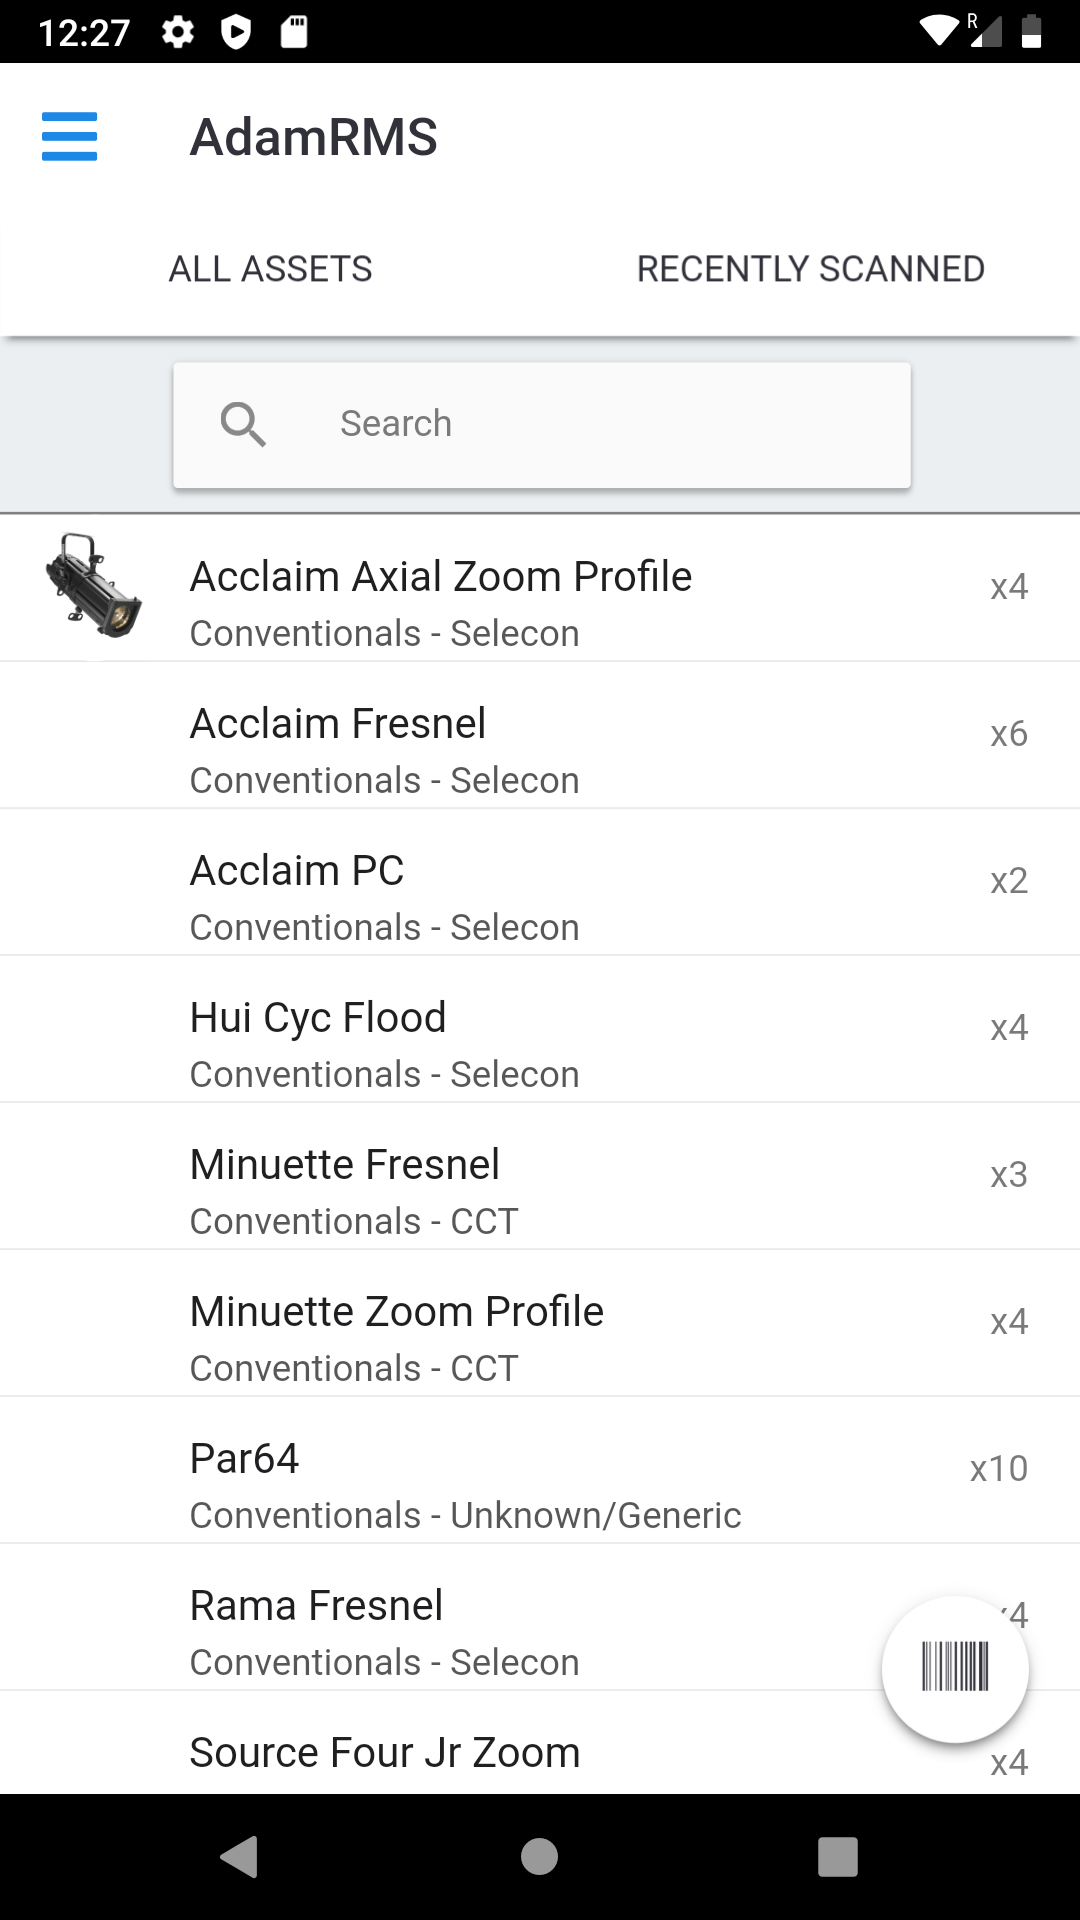 12:27
R
AdamRMS
ALL ASSETS
RECENTLY SCANNED
Search
Acclaim Axial Zoom Profile
x4
Conventionals - Selecon
Acclaim Fresnel
x6
Conventionals - Selecon
Acclaim PC
x2
Conventionals - Selecon
Hui Cyc Flood
x4
Conventionals - Selecon
Minuette Fresnel
x3
Conventionals - CCT
Minuette Zoom Profile
x4
Conventionals - CCT
Par64
x10
Conventionals - Unknown/Generic
Rama Fresnel
x4
Conventionals - Selecon
Source Four Jr Zoom
x4